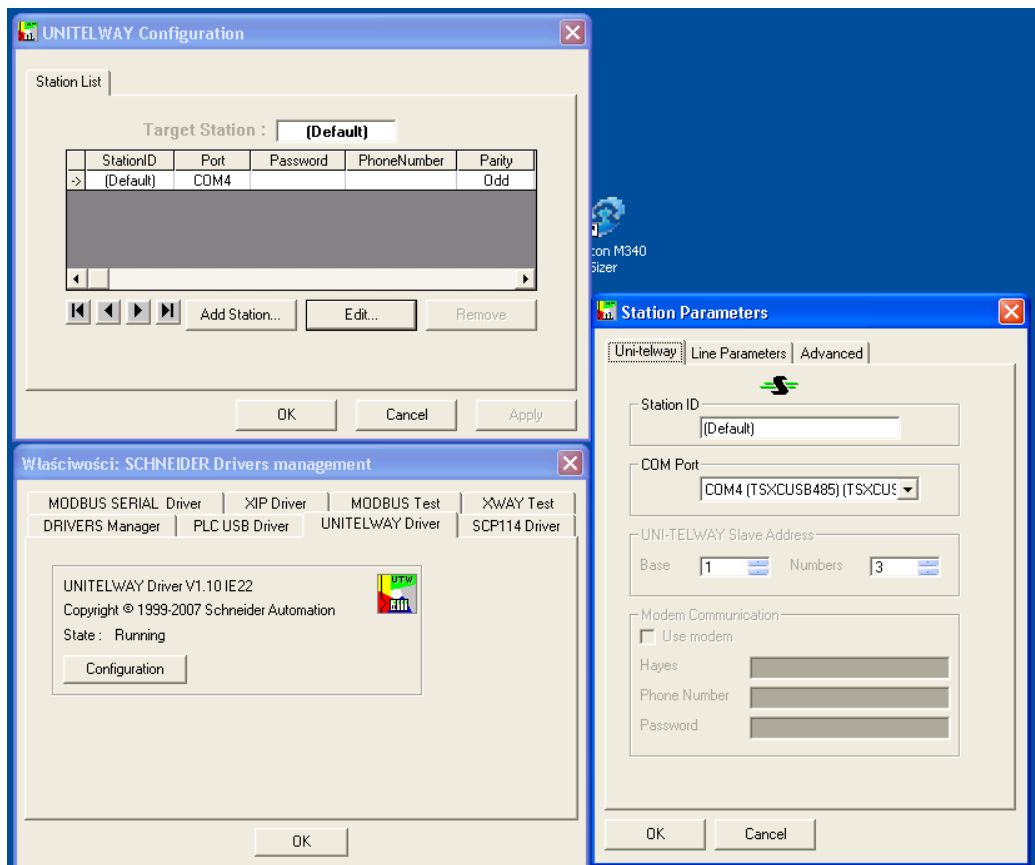 UNITELWAY Configuration
Station List
Target Station : (Default)
StationID Port Password PhoneNumber Parity
-> (Default) COM4 Odd
Add Station... Edit... Remove
OK Cancel Apply
con M340
Sizer
Właściwości: SCHNEIDER Drivers management
MODBUS SERIAL Driver XIP Driver MODBUS Test XWAY Test
DRIVERS Manager PLC USB Driver UNITELWAY Driver SCP114 Driver
UNITELWAY Driver V1.10 IE22
Copyright © 1999-2007 Schneider Automation
State : Running
Configuration
UTW
OK
Station Parameters
Uni-telway Line Parameters Advanced
Station ID
(Default)
COM Port
COM4 (TSXCUSB485) (TSXCUS
UNI-TELWAY Slave Address
Base 1 Numbers 3
Modem Communication
Use modem
Hayes
Phone Number
Password
OK Cancel